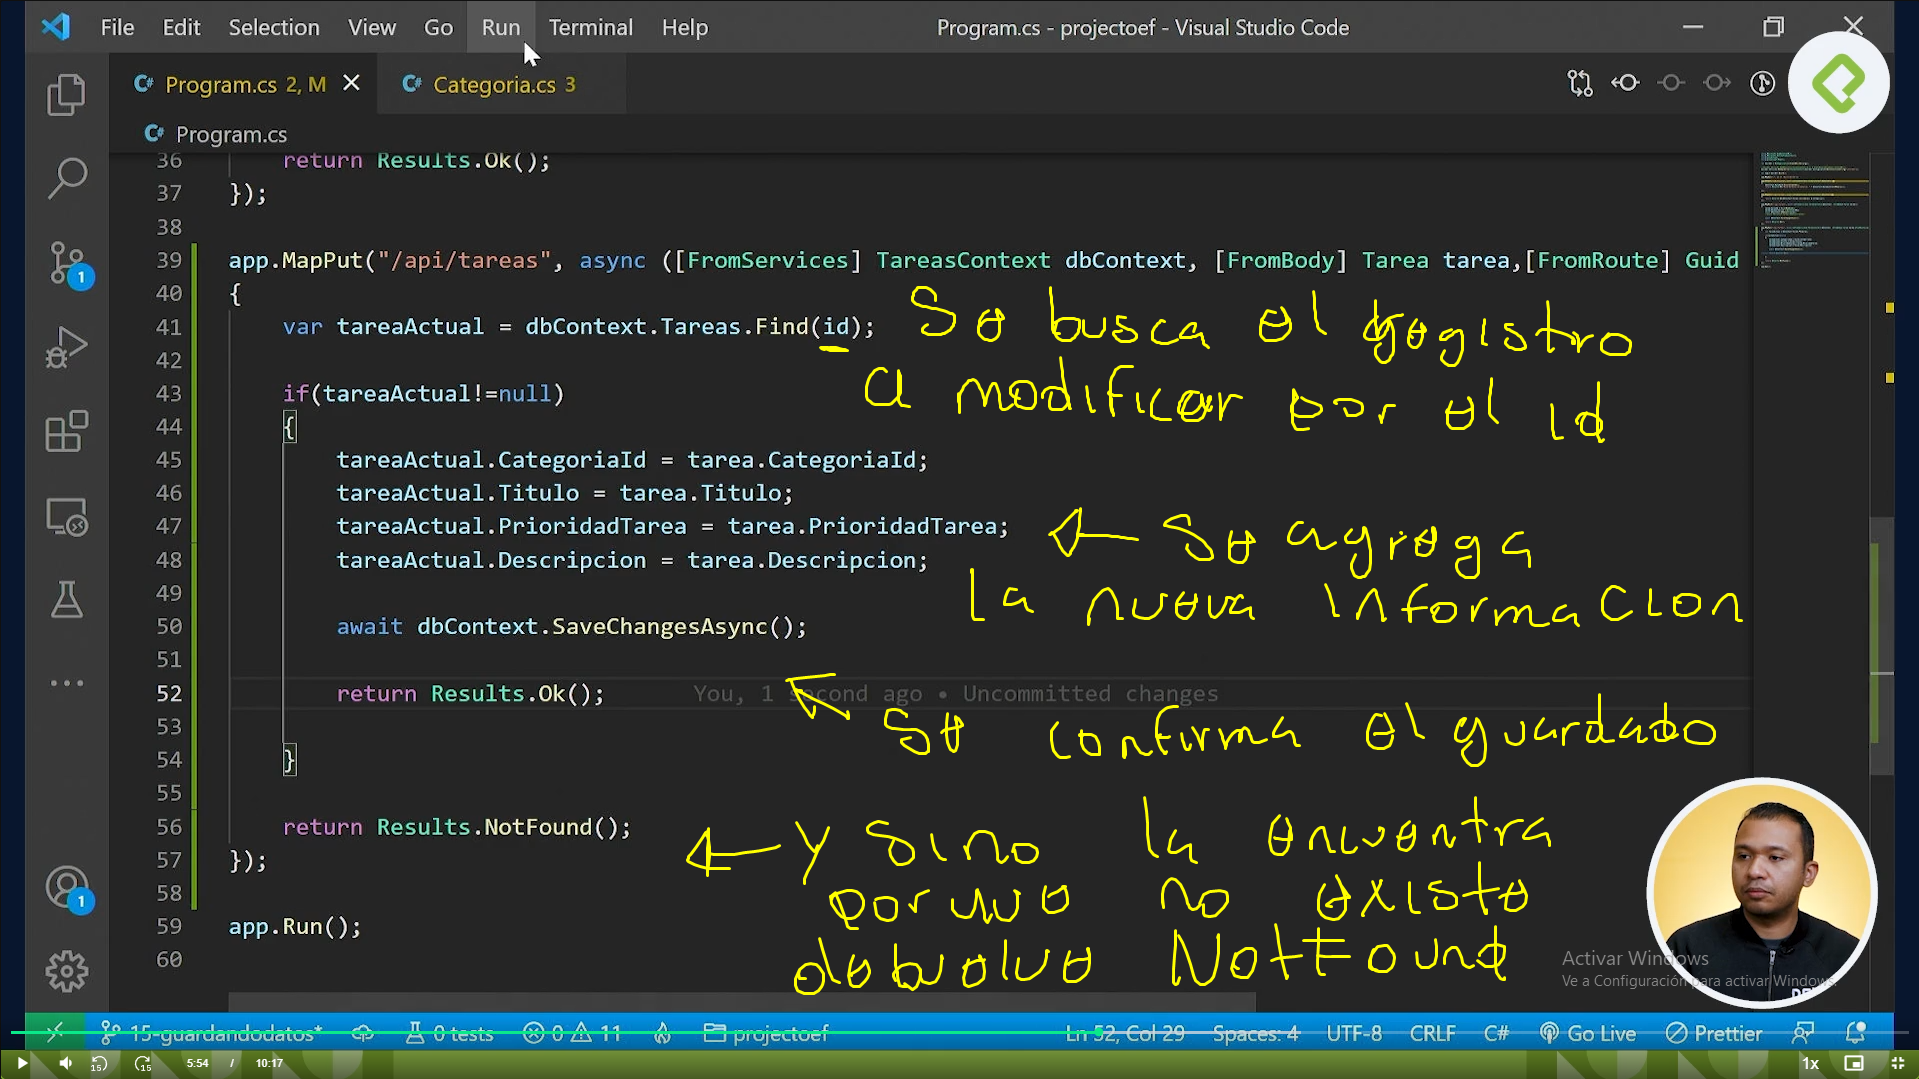 File Edit Selection View Go Run Terminal Help Program.cs - projectoef - Visual Studio Code
Program.cs 2, M Categoria.cs 3
Program.cs
36 return Results.Ok();
37 });
38
39 app.MapPut("/api/tareas", async ([FromServices] TareasContext dbContext, [FromBody] Tarea tarea,[FromRoute] Guid
40 {
41 var tareaActual = dbContext.Tareas.Find(id); Se busca el registro
42
a modificar por el id
43 if(tareaActual!=null)
44 {
45 tareaActual.CategoriaId = tarea.CategoriaId;
46 tareaActual.Titulo = tarea.Titulo;
47 tareaActual.PrioridadTarea = tarea.PrioridadTarea; Se agrega
48 tareaActual.Descripcion = tarea.Descripcion;
49 la nueva informacion
50 await dbContext.SaveChangesAsync();
51
52 return Results.Ok(); You, 1 second ago • Uncommitted changes
53 Se confirma el guardado
54 }
55
56 return Results.NotFound(); y sino la encuentra
57 });
58 porque no existe
59 app.Run();
60 debuelve NotFound
Activar Windows
Ve a Configuración para activar Windows.
1
1
15-guardandodatos* 0 tests 0 11 projectoef Ln 52, Col 29 Spaces: 4 UTF-8 CRLF C# Go Live Prettier
15 15 5:54 / 10:17 1x